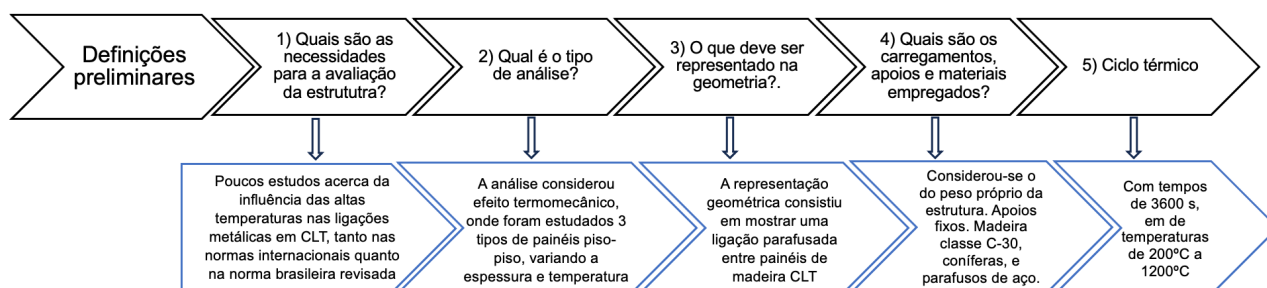 Definições
preliminares
1) Quais são as
necessidades
para a avaliação
da estrututra?
2) Qual é o tipo
de análise?
3) O que deve ser
representado na
geometria?.
4) Quais são os
carregamentos,
apoios e materiais
empregados?
5) Ciclo térmico
Poucos estudos acerca da
influência das altas
temperaturas nas ligações
metálicas em CLT, tanto nas
normas internacionais quanto
na norma brasileira revisada
A análise considerou
efeito termomecânico,
onde foram estudados 3
tipos de painéis piso-
piso, variando a
espessura e temperatura
A representação
geométrica consistiu
em mostrar uma
ligação parafusada
entre painéis de
madeira CLT
Considerou-se o
do peso próprio da
estrutura. Apoios
fixos. Madeira
classe C-30,
coníferas, e
parafusos de aço.
Com tempos
de 3600 s,
em de
temperaturas
de 200ºC a
1200ºC